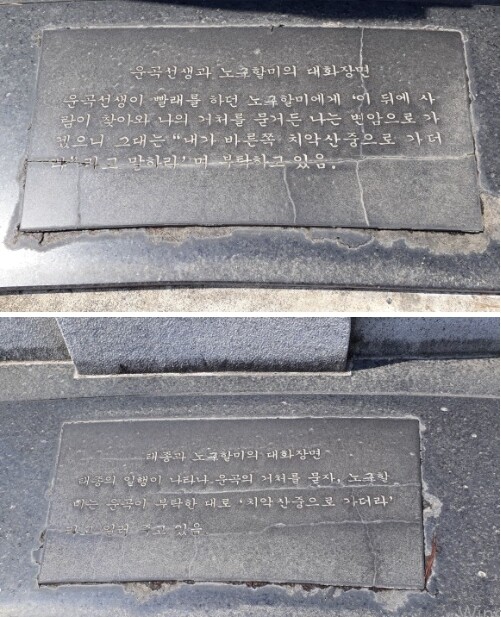 운곡선생과 노구할미의 대화장면
운곡선생이 빨래를 하던 노구할미에게 '이 뒤에 사
람이 찾아와 나의 거처를 물거든 나는 변암으로 가
겠으니 그대는 "내가 바른쪽 치악산중으로 가더
라"라고 말하리'며 부탁하고 있음.
태종과 노구할미의 대화장면
태종의 일행이 나타나 운곡의 거처를 물자, 노구할
미는 운곡이 부탁한 대로 '치악산중으로 가더라'
라고 일러 주고 있음